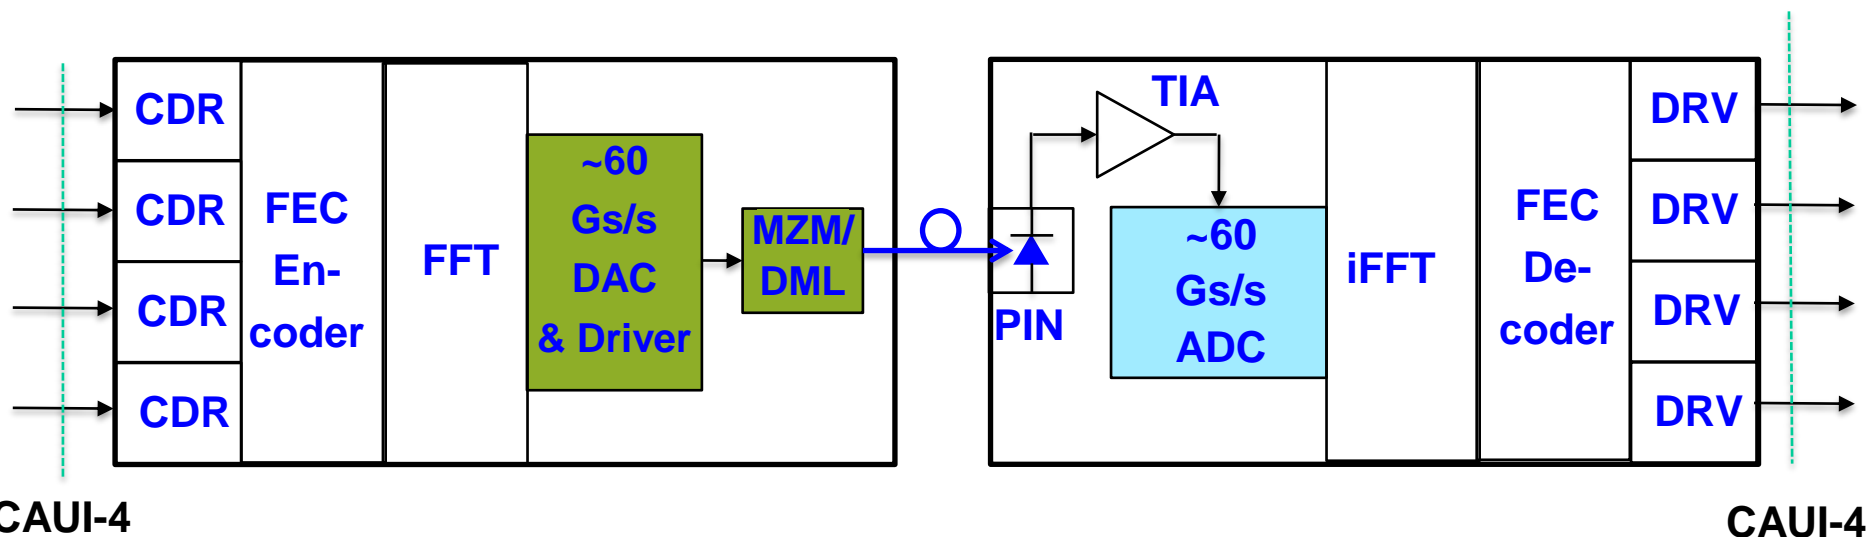 CDR
CDR
CDR
CDR
FEC
En-
coder
FFT
~60
Gs/s
DAC
& Driver
MZM/
DML
PIN
TIA
~60
Gs/s
ADC
iFFT
FEC
De-
coder
DRV
DRV
DRV
DRV
CAUI-4
CAUI-4